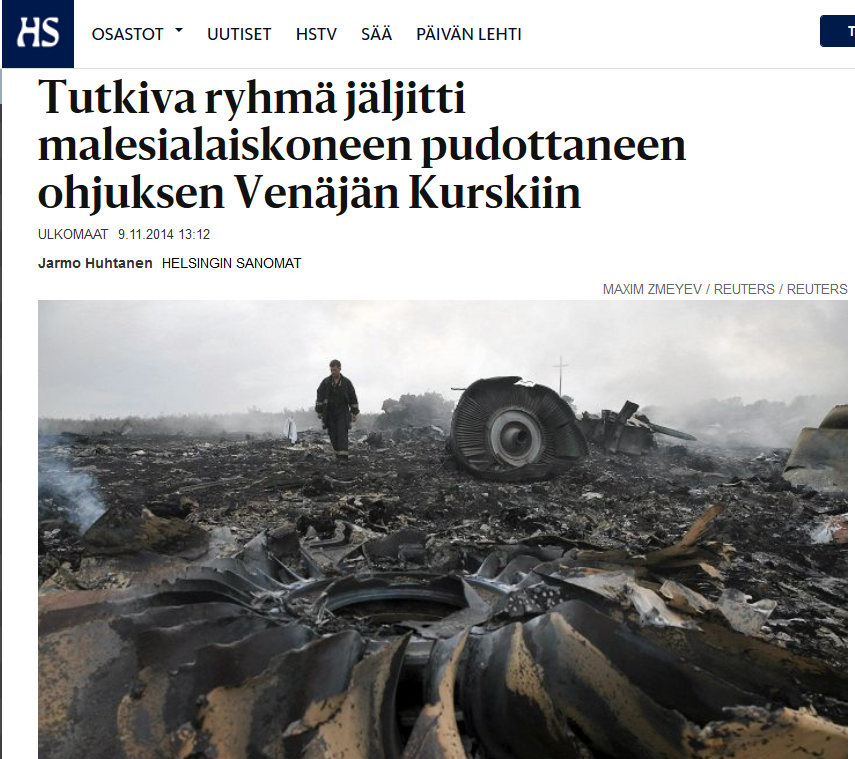 HS OSASTOT UUTISET HSTV SÄÄ PÄIVÄN LEHTI T
Tutkiva ryhmä jäljitti
malesialaiskoneen pudottaneen
ohjuksen Venäjän Kurskiin
ULKOMAAT 9.11.2014 13:12
Jarmo Huhtanen HELSINGIN SANOMAT
MAXIM ZMEYEV / REUTERS / REUTERS